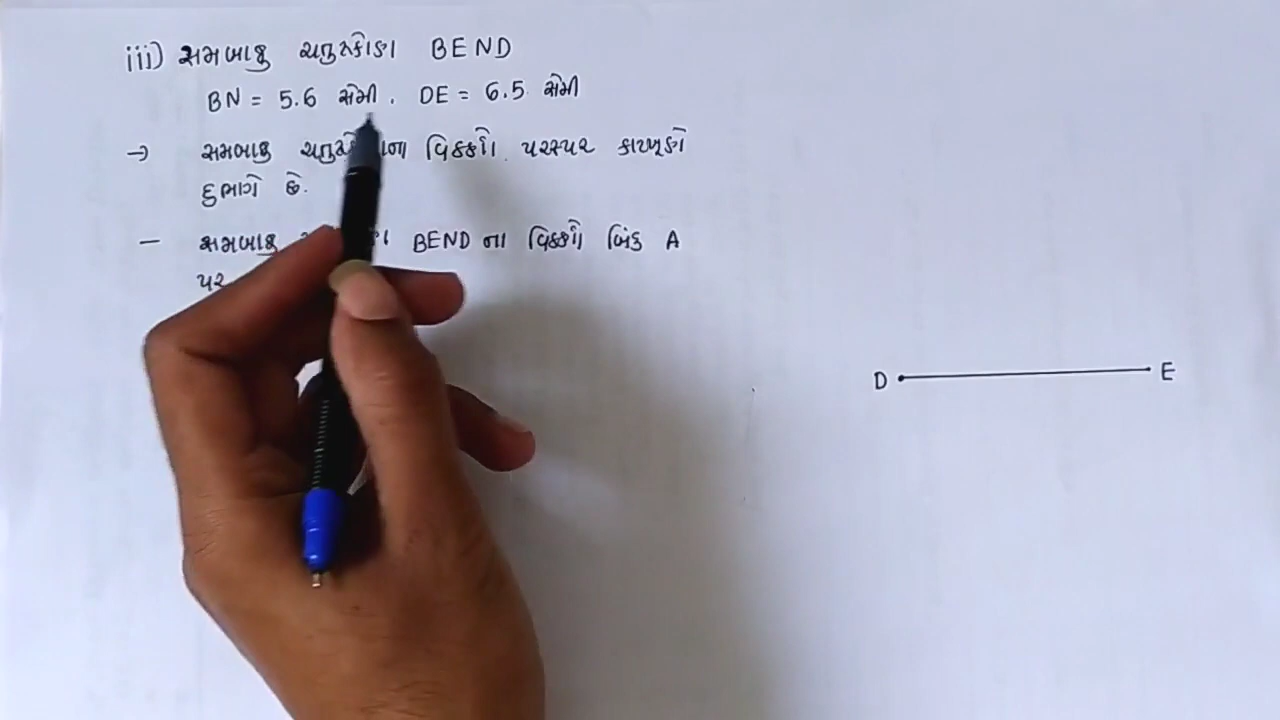 iii) સમબાજુ ચતુષ્કોણ BEND
BN = 5.6 સેમી. DE = 6.5 સેમી
→ સમબાજુ વિકર્ણો પરસ્પર કાટખૂણે
દુભાગે છે.
– સમબાજુ BEND ના વિકર્ણો બિંદુ A
પર
D E